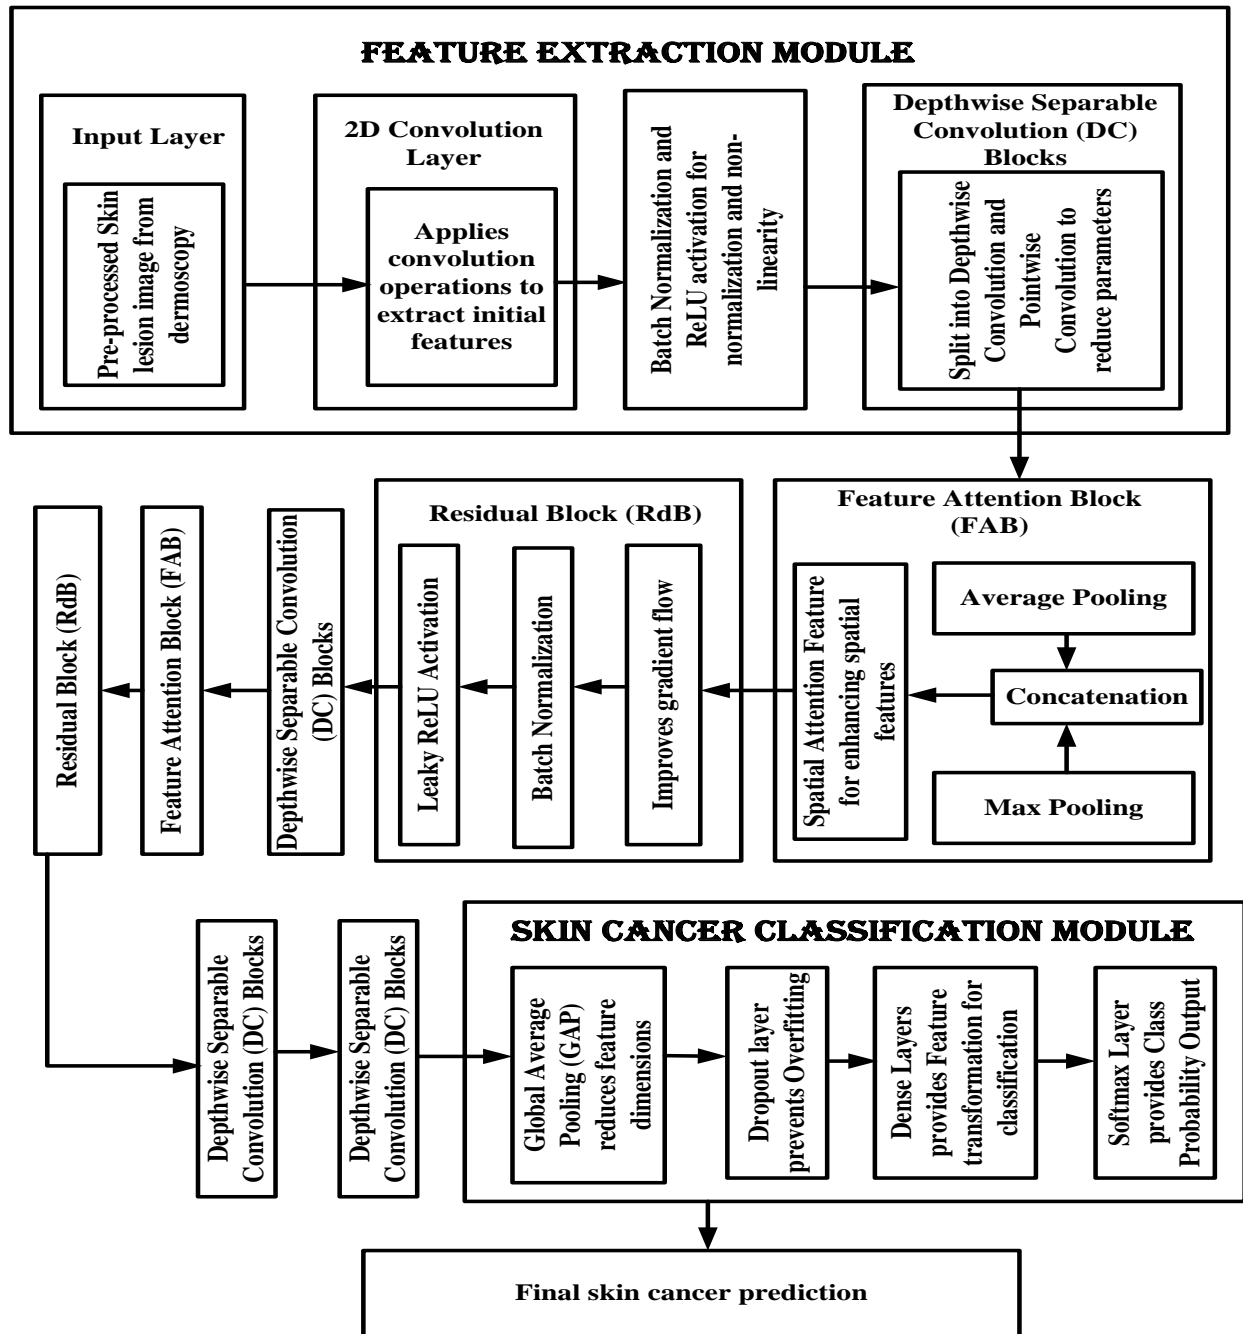 FEATURE EXTRACTION MODULE
Input Layer
Pre-processed Skin
lesion image from
dermoscopy
2D Convolution
Layer
Applies
convolution
operations to
extract initial
features
Batch Normalization and
ReLU activation for
normalization and non-
linearity
Depthwise Separable
Convolution (DC)
Blocks
Split into Depthwise
Convolution and
Pointwise
Convolution to
reduce parameters
Feature Attention Block
(FAB)
Average Pooling
Concatenation
Max Pooling
Spatial Attention Feature
for enhancing spatial
features
Residual Block (RdB)
Improves gradient flow
Batch Normalization
Leaky ReLU Activation
Depthwise Separable Convolution
(DC) Blocks
Feature Attention Block (FAB)
Residual Block (RdB)
Depthwise Separable
Convolution (DC) Blocks
Depthwise Separable
Convolution (DC) Blocks
SKIN CANCER CLASSIFICATION MODULE
Global Average
Pooling (GAP)
reduces feature
dimensions
Dropout layer
prevents Overfitting
Dense Layers
provides Feature
transformation for
classification
Softmax Layer
provides Class
Probability Output
Final skin cancer prediction